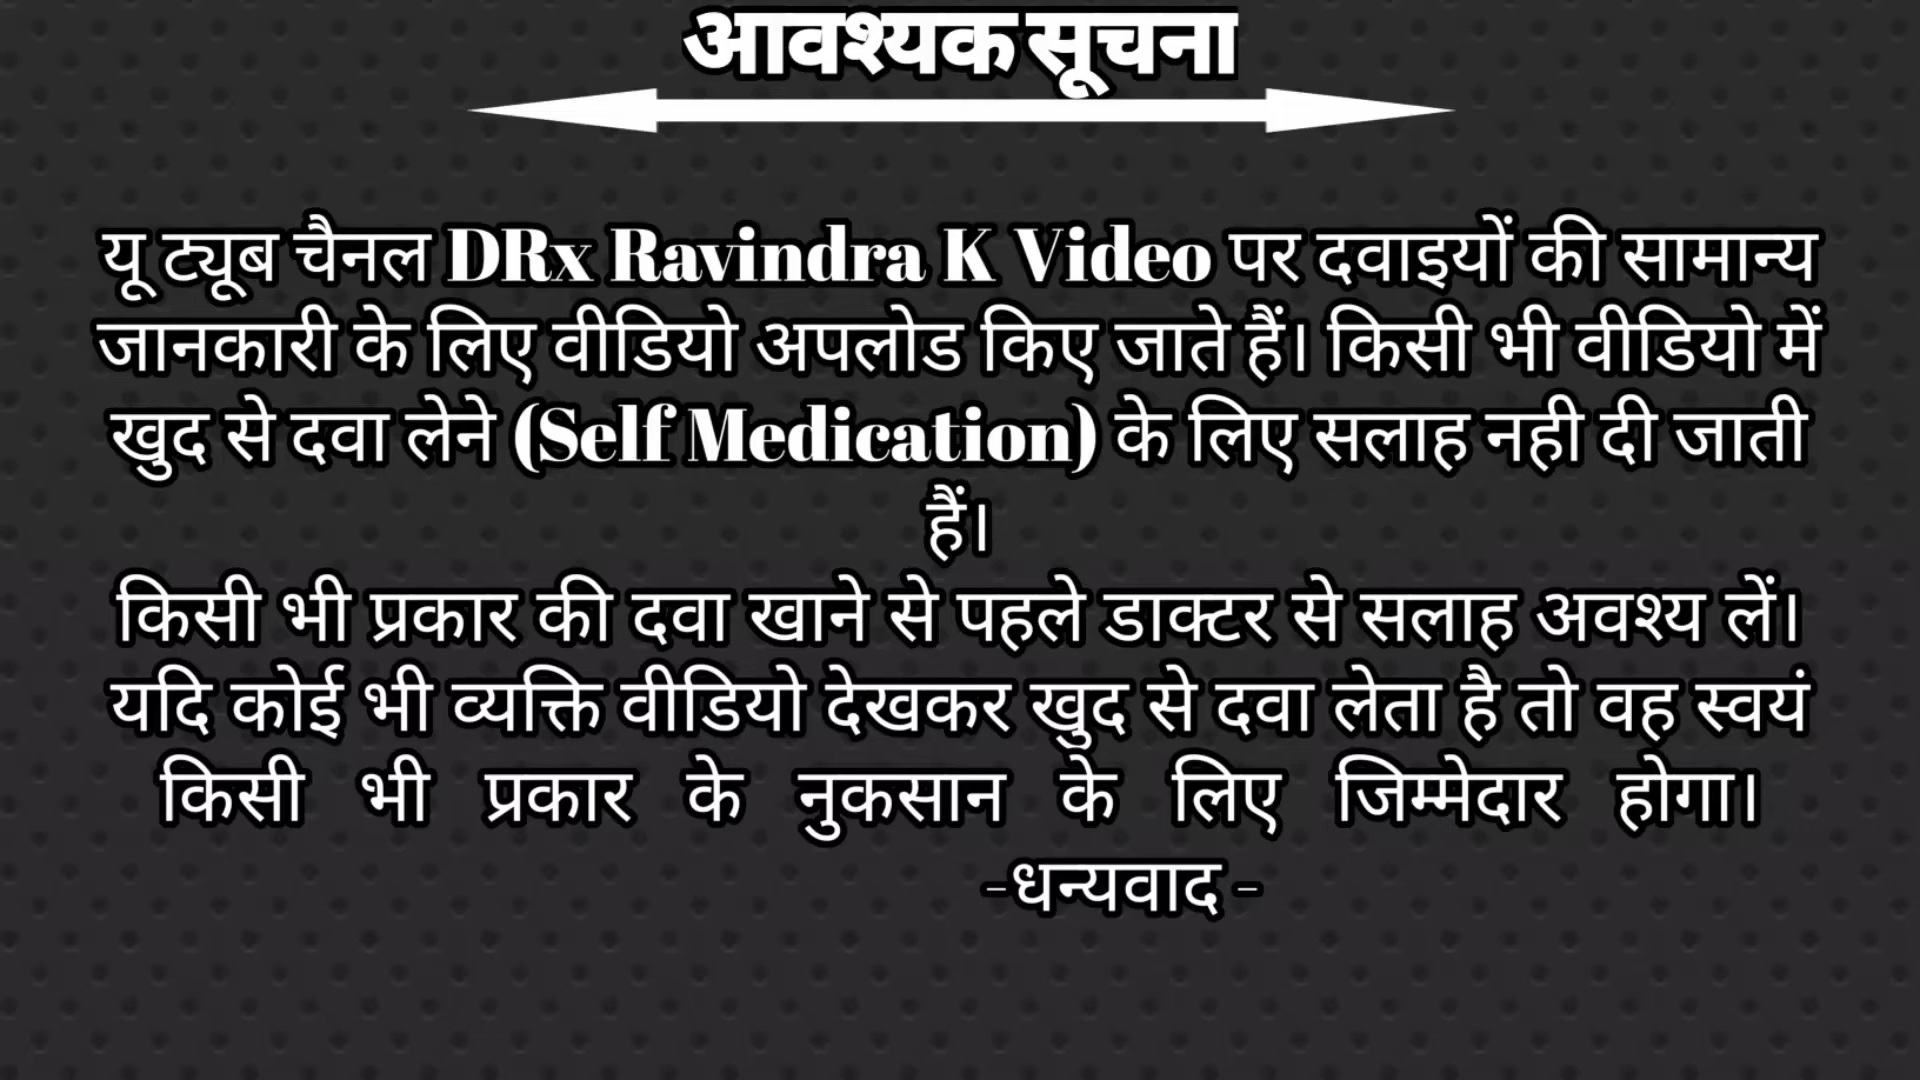 आवश्यक सूचना
यू ट्यूब चैनल DRx Ravindra K Video पर दवाइयों की सामान्य
जानकारी के लिए वीडियो अपलोड किए जाते हैं। किसी भी वीडियो में
खुद से दवा लेने (Self Medication) के लिए सलाह नही दी जाती
हैं।
किसी भी प्रकार की दवा खाने से पहले डाक्टर से सलाह अवश्य लें।
यदि कोई भी व्यक्ति वीडियो देखकर खुद से दवा लेता है तो वह स्वयं
किसी भी प्रकार के नुकसान के लिए जिम्मेदार होगा।
-धन्यवाद -